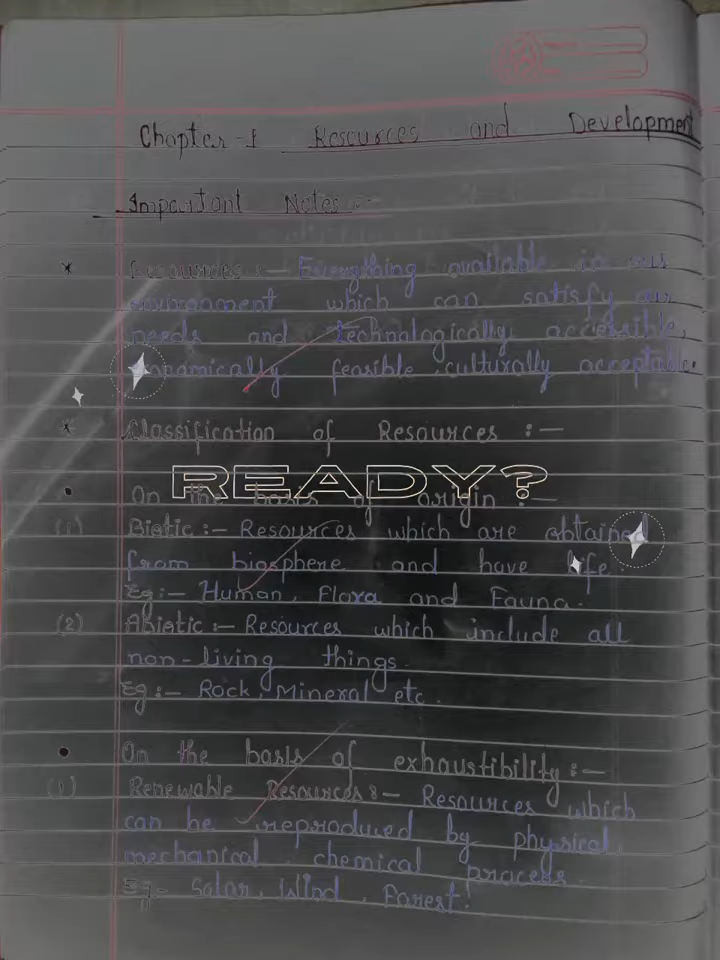 Chapter-1 Resources and Development
Important Notes :-
* Resources :- Everything available in our
environment which can satisfy our
needs and technologically accessible,
economically feasible, culturally acceptable.
* Classification of Resources :-
READY?
• On the basis of origin :-
(1) Biotic :- Resources which are obtained
from biosphere and have life.
Eg :- Human, Flora and Fauna.
(2) Abiotic :- Resources which include all
non-living things.
Eg :- Rock, Mineral etc.
• On the basis of exhaustibility :-
(1) Renewable Resources :- Resources which
can be reproduced by physical,
mechanical, chemical process.
Eg:- Solar, Wind, Forest.